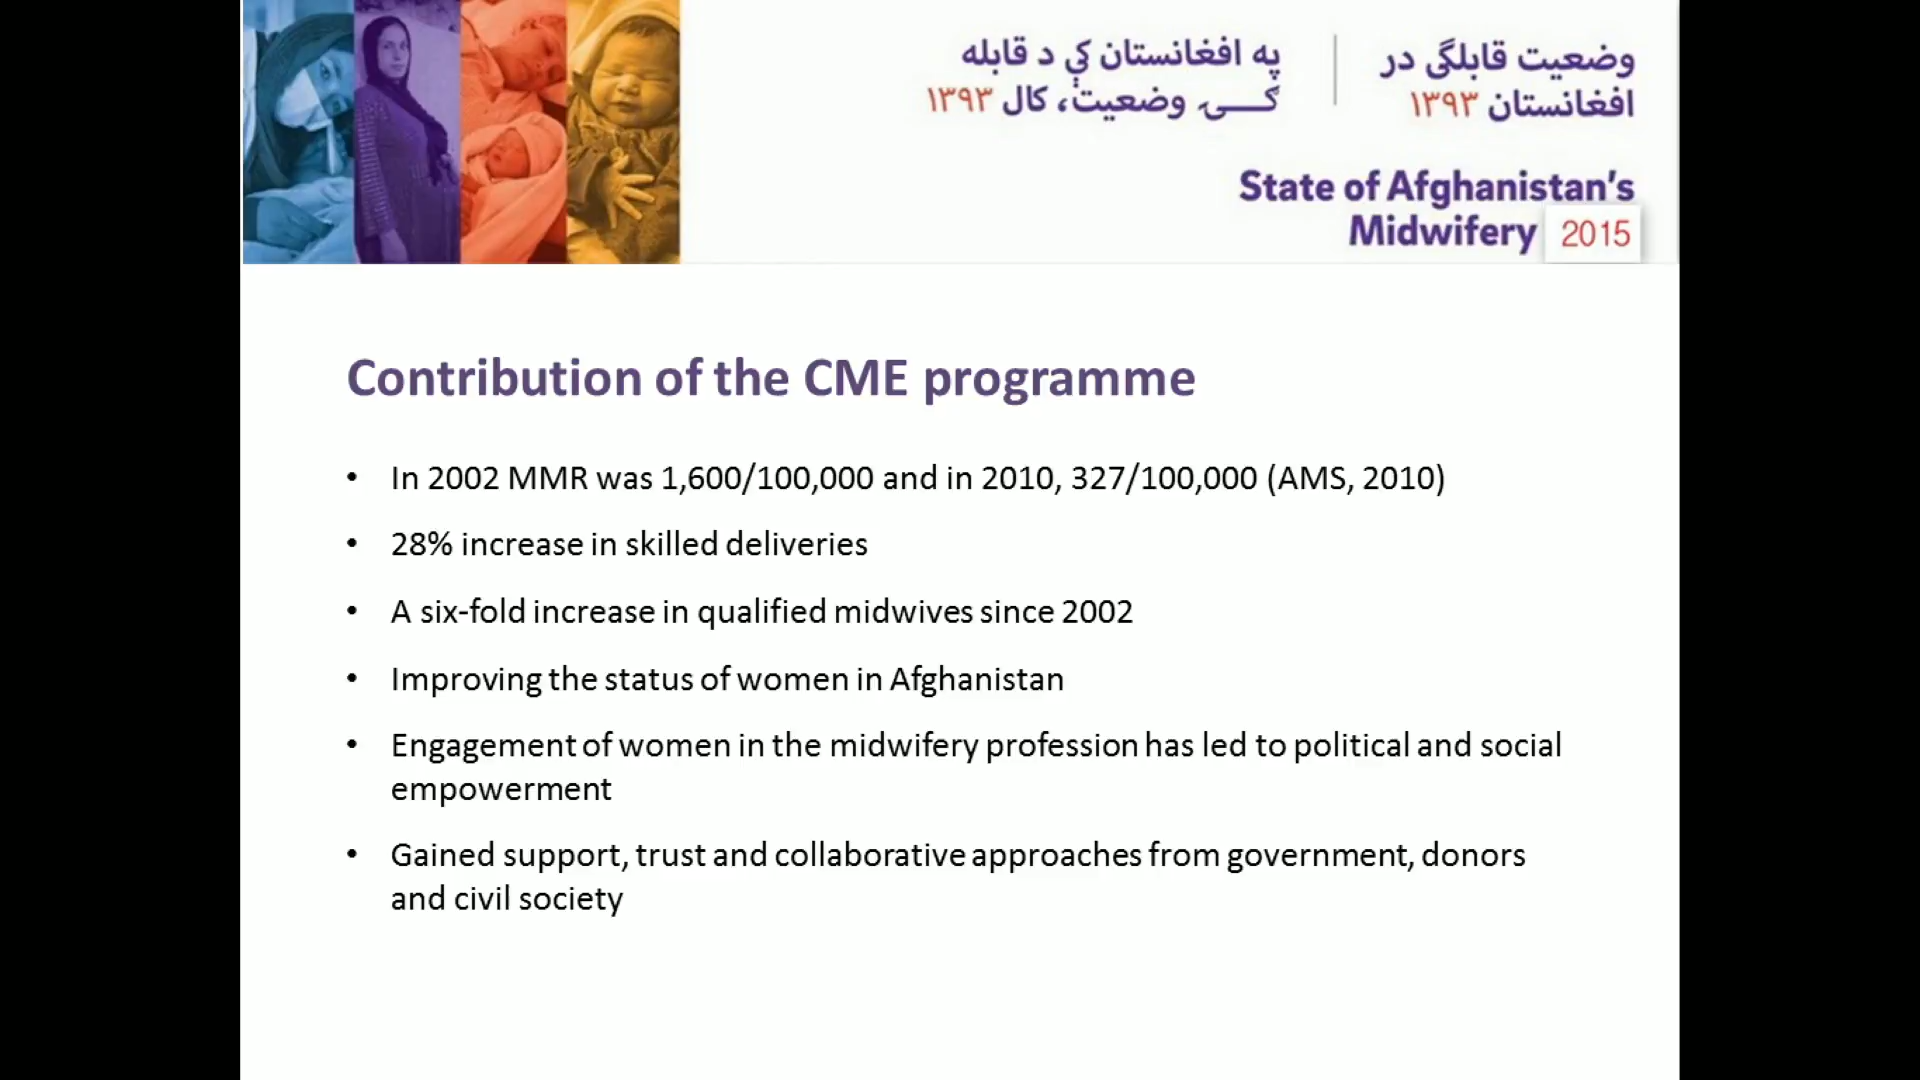 وضعیت قابلگی در
افغانستان ۱۳۹۳
په افغانستان کې د قابله
ګـــۍ وضعیت، کال ۱۳۹۳
State of Afghanistan's
Midwifery 2015
Contribution of the CME programme
• In 2002 MMR was 1,600/100,000 and in 2010, 327/100,000 (AMS, 2010)
• 28% increase in skilled deliveries
• A six-fold increase in qualified midwives since 2002
• Improving the status of women in Afghanistan
• Engagement of women in the midwifery profession has led to political and social
empowerment
• Gained support, trust and collaborative approaches from government, donors
and civil society